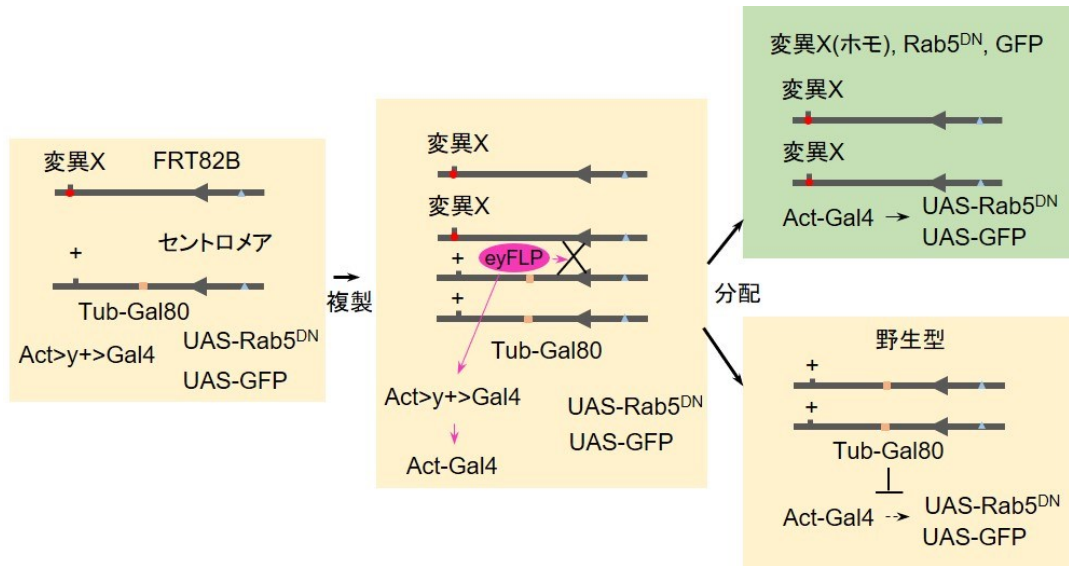 変異X FRT82B
+ セントロメア
Tub-Gal80
Act>y+>Gal4
UAS-Rab5DN
UAS-GFP
複製
変異X
変異X
eyFLP
+
+
Tub-Gal80
Act>y+>Gal4
UAS-Rab5DN
UAS-GFP
Act-Gal4
分配
変異X(ホモ), Rab5DN, GFP
変異X
変異X
Act-Gal4
UAS-Rab5DN
UAS-GFP
野生型
+
+
Tub-Gal80
Act-Gal4
UAS-Rab5DN
UAS-GFP